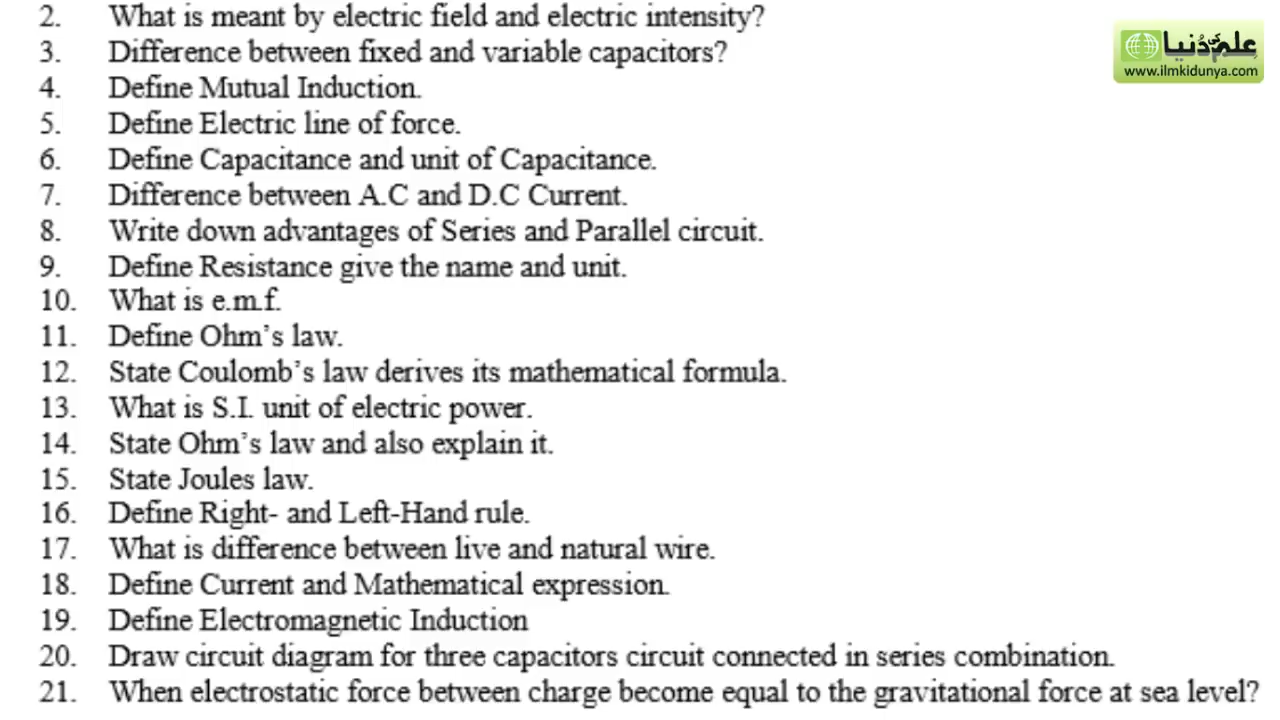 2. What is meant by electric field and electric intensity?
3. Difference between fixed and variable capacitors?
4. Define Mutual Induction.
5. Define Electric line of force.
6. Define Capacitance and unit of Capacitance.
7. Difference between A.C and D.C Current.
8. Write down advantages of Series and Parallel circuit.
9. Define Resistance give the name and unit.
10. What is e.m.f.
11. Define Ohm’s law.
12. State Coulomb’s law derives its mathematical formula.
13. What is S.I. unit of electric power.
14. State Ohm’s law and also explain it.
15. State Joules law.
16. Define Right- and Left-Hand rule.
17. What is difference between live and natural wire.
18. Define Current and Mathematical expression.
19. Define Electromagnetic Induction
20. Draw circuit diagram for three capacitors circuit connected in series combination.
21. When electrostatic force between charge become equal to the gravitational force at sea level?
علم کی دُنیا
www.ilmkidunya.com